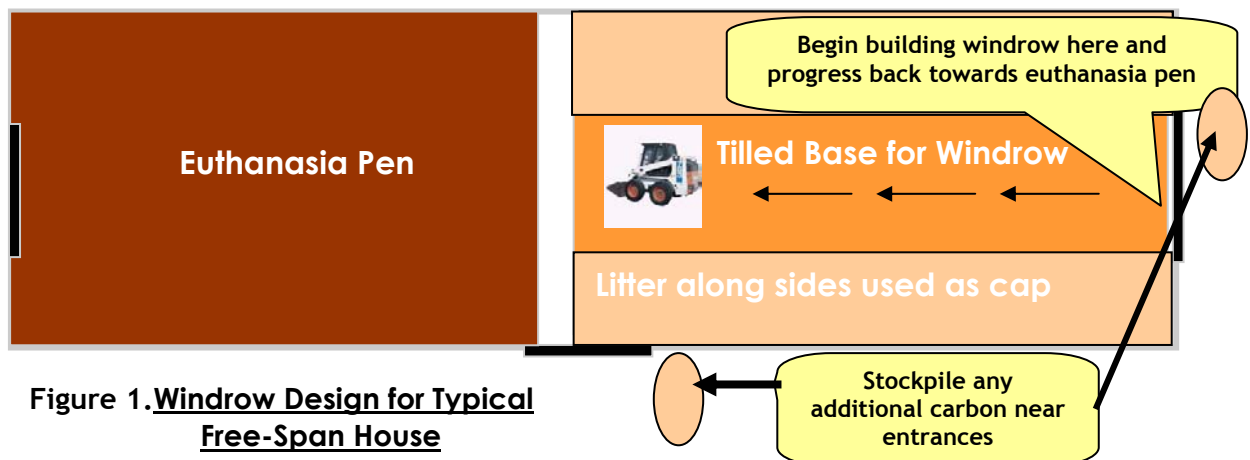 Begin building windrow here and
progress back towards euthanasia pen
Euthanasia Pen
Tilled Base for Windrow
Litter along sides used as cap
Stockpile any
additional carbon near
entrances
Figure 1.Windrow Design for Typical
Free-Span House